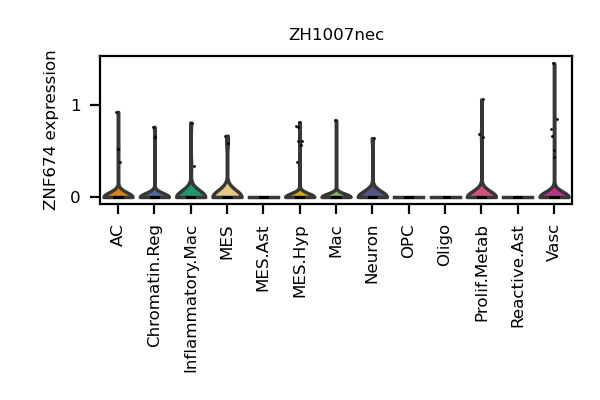 ZH1007nec
ZNF674 expression
1
0
AC
Chromatin.Reg
Inflammatory.Mac
MES
MES.Ast
MES.Hyp
Mac
Neuron
OPC
Oligo
Prolif.Metab
Reactive.Ast
Vasc